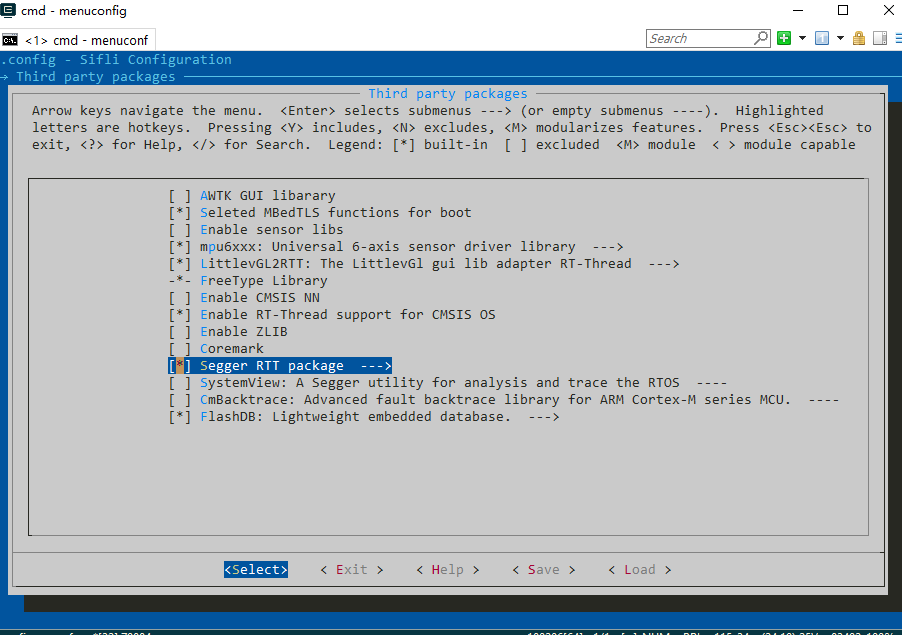 cmd - menuconfig
<1> cmd - menuconf
Search
.config - Sifli Configuration
→ Third party packages
Third party packages
Arrow keys navigate the menu. <Enter> selects submenus ---> (or empty submenus ----). Highlighted
letters are hotkeys. Pressing <Y> includes, <N> excludes, <M> modularizes features. Press <Esc><Esc> to
exit, <?> for Help, </> for Search. Legend: [*] built-in [ ] excluded <M> module < > module capable
[ ] AWTK GUI libarary
[*] Seleted MBedTLS functions for boot
[ ] Enable sensor libs
[*] mpu6xxx: Universal 6-axis sensor driver library --->
[*] LittlevGL2RTT: The LittlevGl gui lib adapter RT-Thread --->
-*- FreeType Library
[ ] Enable CMSIS NN
[*] Enable RT-Thread support for CMSIS OS
[ ] Enable ZLIB
[ ] Coremark
[*] Segger RTT package --->
[ ] SystemView: A Segger utility for analysis and trace the RTOS ----
[ ] CmBacktrace: Advanced fault backtrace library for ARM Cortex-M series MCU. ----
[*] FlashDB: Lightweight embedded database. --->
<Select> < Exit > < Help > < Save > < Load >